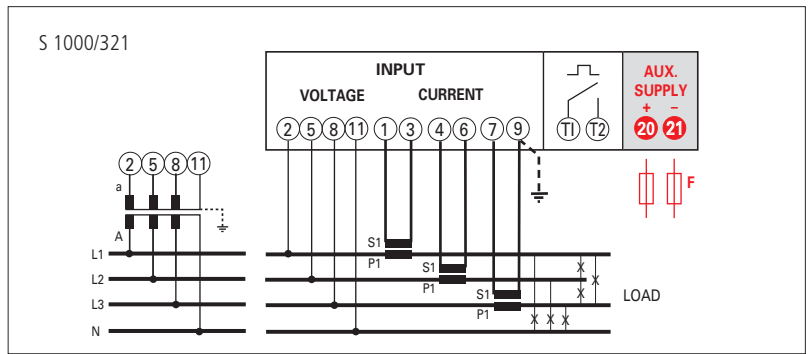 S 1000/321
INPUT
VOLTAGE CURRENT
2 5 8 11 1 3 4 6 7 9
T1 T2
AUX.
SUPPLY
+ –
20 21
F
2 5 8 11
a
A
L1
L2
L3
N
S1
P1
S1
P1
S1
P1
X
X X
X
X X X
LOAD